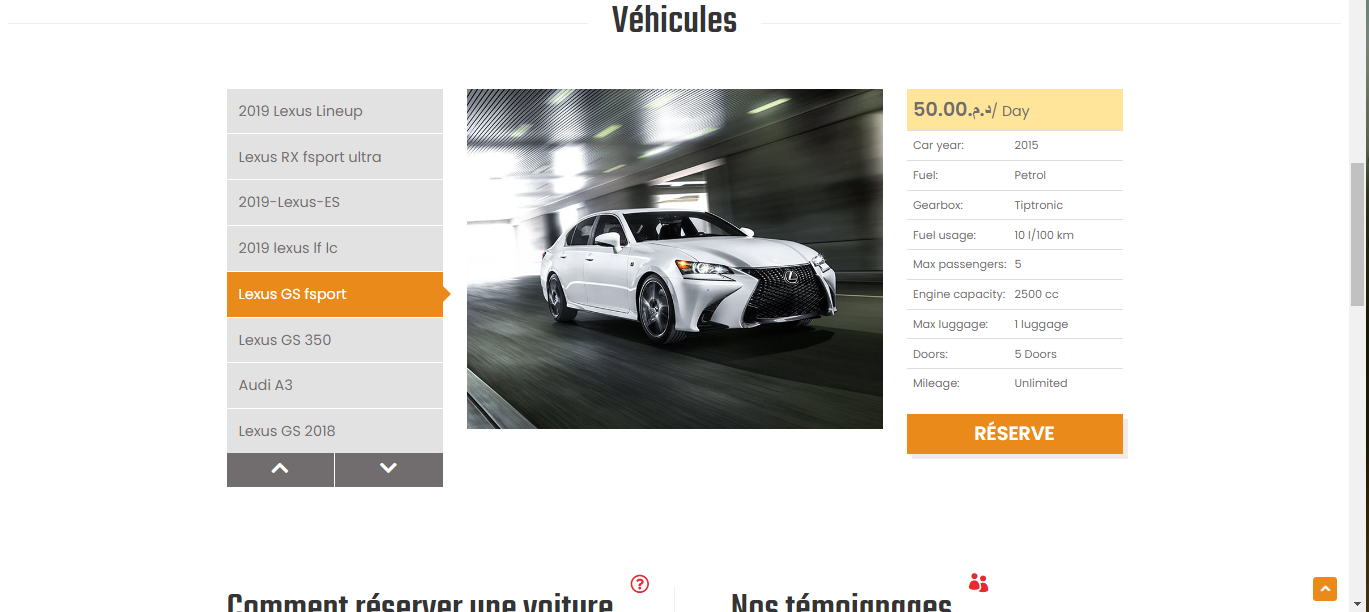 Véhicules
2019 Lexus Lineup
Lexus RX fsport ultra
2019-Lexus-ES
2019 lexus lf lc
Lexus GS fsport
Lexus GS 350
Audi A3
Lexus GS 2018
50.00د.م./ Day
Car year: 2015
Fuel: Petrol
Gearbox: Tiptronic
Fuel usage: 10 l/100 km
Max passengers: 5
Engine capacity: 2500 cc
Max luggage: 1 luggage
Doors: 5 Doors
Mileage: Unlimited
RÉSERVE
Comment réserver une voiture
Nos témoignages